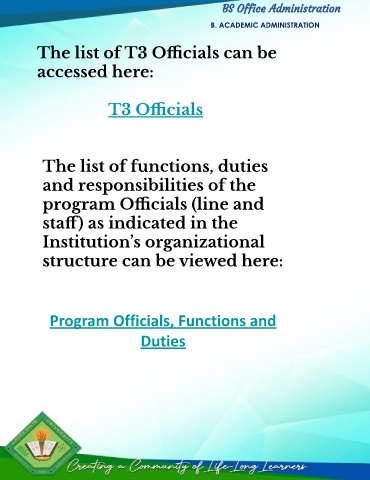 BS Office Administration
B. ACADEMIC ADMINISTRATION
The list of T3 Officials can be
accessed here:
T3 Officials
The list of functions, duties
and responsibilities of the
program Officials (line and
staff) as indicated in the
Institution's organizational
structure can be viewed here:
Program Officials, Functions and
Duties
Creating a Community of Life-Long Learners